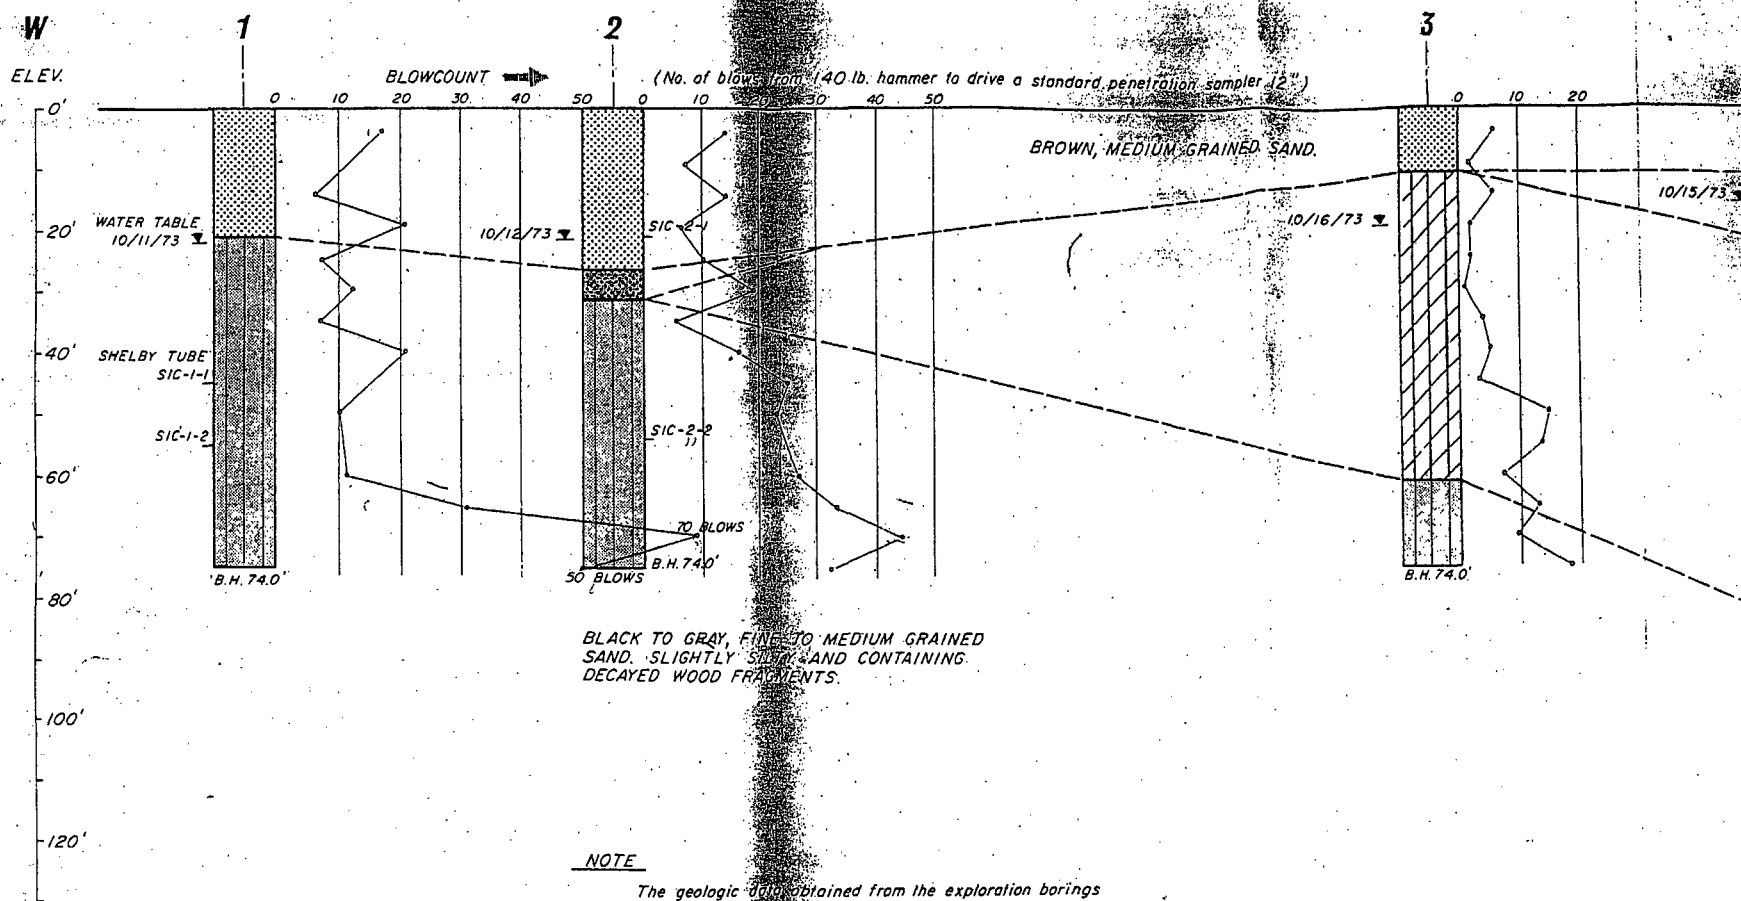 W 1 2 3
ELEV.
BLOWCOUNT (No. of blows from 140 lb. hammer to drive a standard penetration sampler 12")
0' 0 10 20 30 40 50 0 10 20 30 40 50 0 10 20
BROWN, MEDIUM GRAINED SAND.
WATER TABLE
10/11/73
20'
10/12/73
SIC-2-1
10/16/73
10/15/73
40'
SHELBY TUBE
SIC-1-1
SIC-1-2
SIC-2-2
60'
70 BLOWS
B.H. 74.0'
50 BLOWS
B.H. 74.0'
B.H. 74.0'
80'
BLACK TO GRAY, FINE TO MEDIUM GRAINED
SAND. SLIGHTLY SILTY AND CONTAINING
DECAYED WOOD FRAGMENTS.
100'
120'
NOTE
The geologic data obtained from the exploration borings